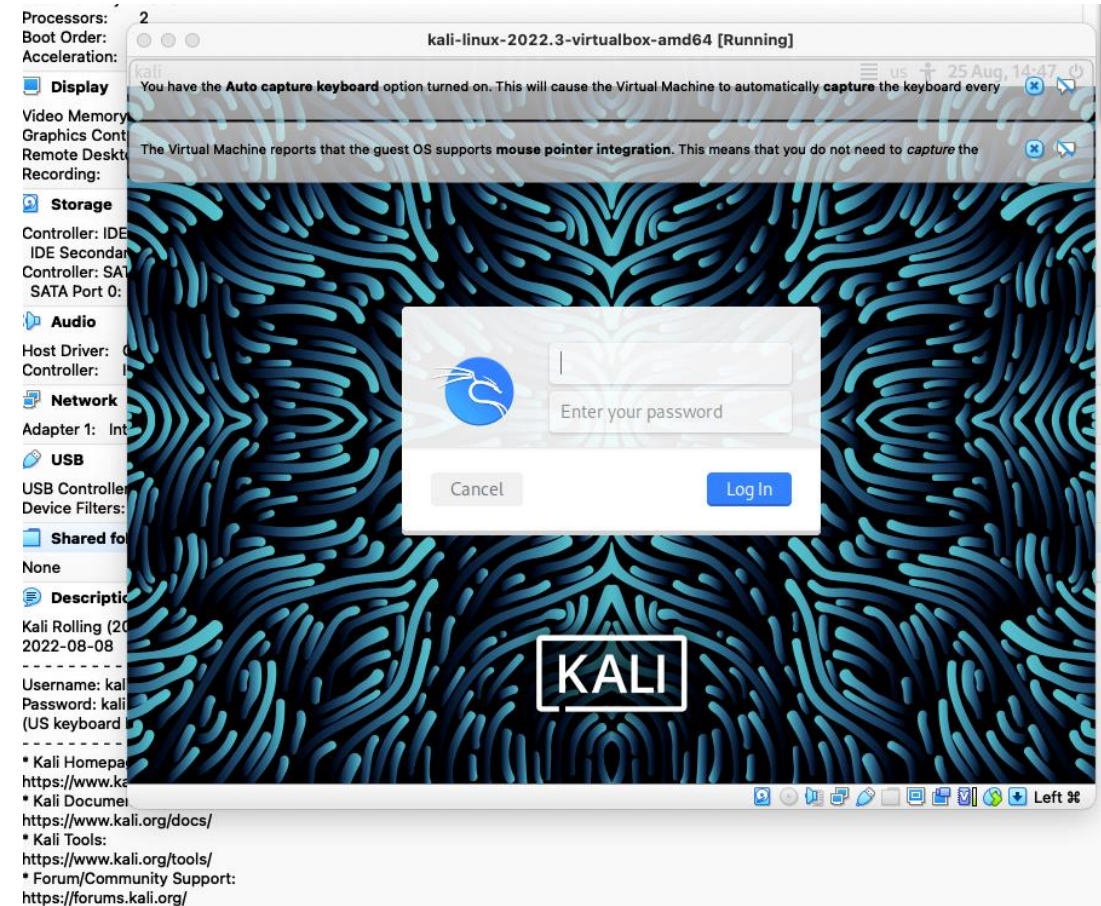 Processors: 2
Boot Order:
Acceleration:
Display
Video Memory
Graphics Cont
Remote Deskt
Recording:
Storage
Controller: IDE
IDE Secondar
Controller: SAT
SATA Port 0:
Audio
Host Driver:
Controller:
Network
Adapter 1: Int
USB
USB Controller
Device Filters:
Shared fol
None
Descriptio
Kali Rolling (20
2022-08-08
- - - - - - - - -
Username: kal
Password: kali
(US keyboard
- - - - - - - - -
* Kali Homepag
https://www.ka
* Kali Documen
https://www.kali.org/docs/
* Kali Tools:
https://www.kali.org/tools/
* Forum/Community Support:
https://forums.kali.org/
kali-linux-2022.3-virtualbox-amd64 [Running]
kali us 25 Aug, 14:47
You have the Auto capture keyboard option turned on. This will cause the Virtual Machine to automatically capture the keyboard every
The Virtual Machine reports that the guest OS supports mouse pointer integration. This means that you do not need to capture the
Enter your password
Cancel Log In
KALI
Left ⌘